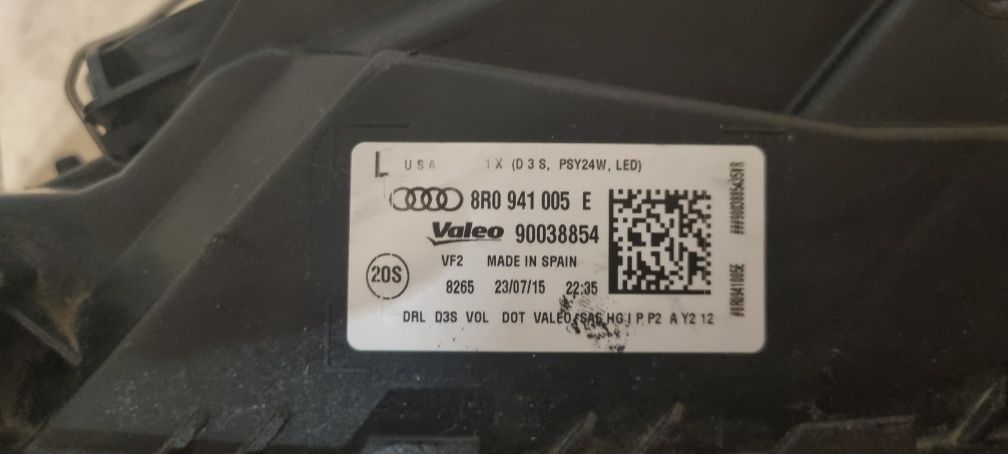 L USA 1X (D3S, PSY24W, LED)
8R0 941 005 E
Valeo 90038854
VF2 MADE IN SPAIN
20S
8265 23/07/15 22:35
DRL D3S VOL DOT VALEO SAE HG I P P2 A Y2 12
#8R0941005E